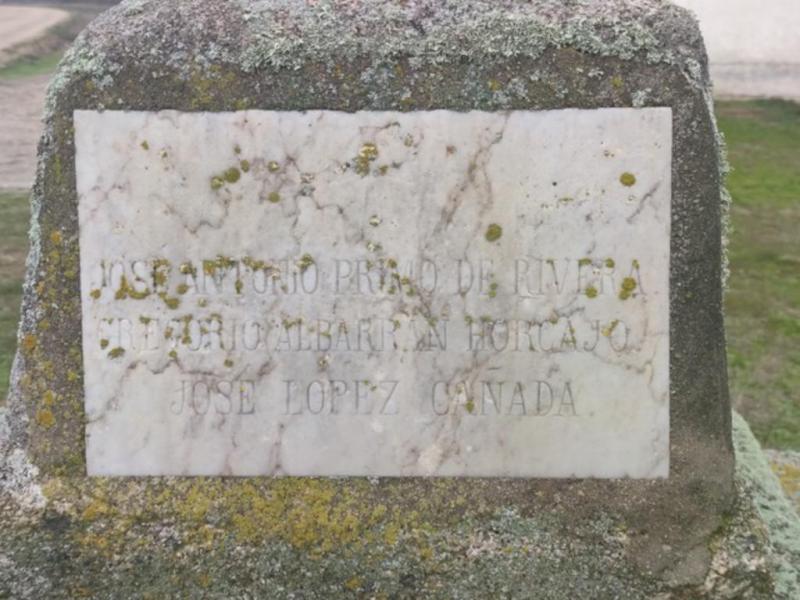 JOSE ANTONIO PRIMO DE RIVERA
GREGORIO ALBARRAN HORCAJO
JOSE LOPEZ CAÑADA